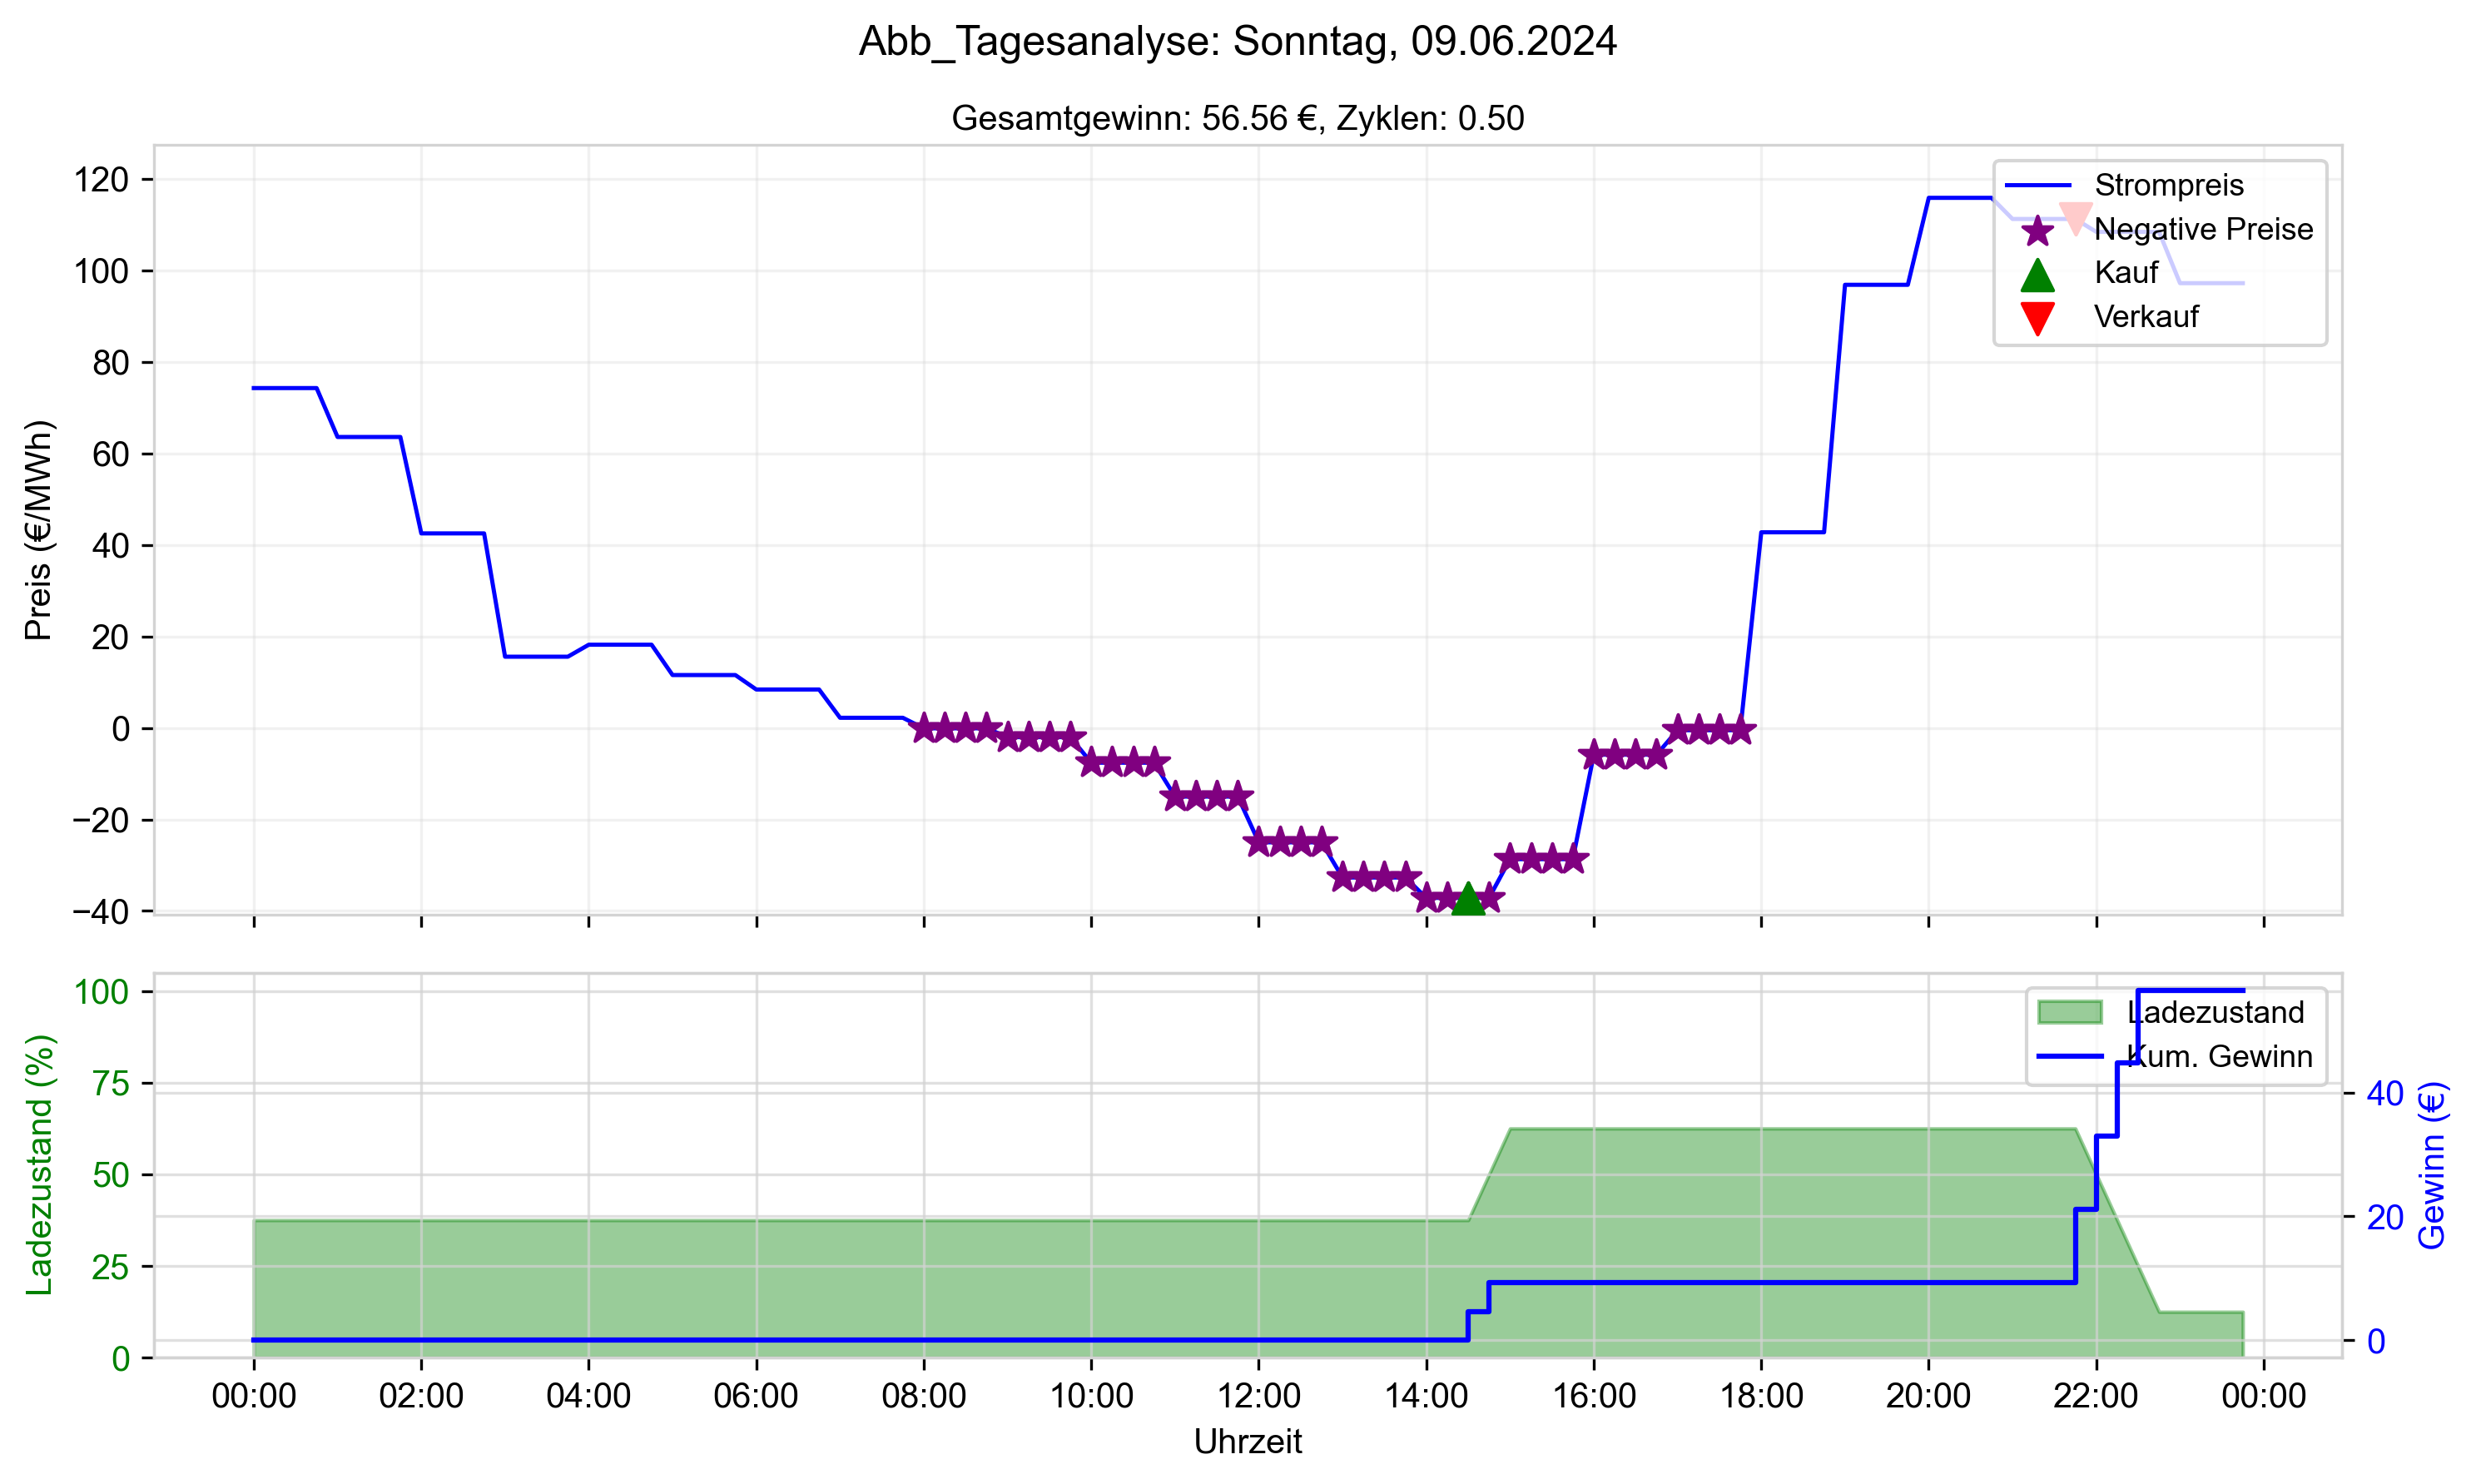 Abb_Tagesanalyse: Sonntag, 09.06.2024
Gesamtgewinn: 56.56 €, Zyklen: 0.50
Preis (€/MWh)
120
100
80
60
40
20
0
−20
−40
Strompreis
Negative Preise
Kauf
Verkauf
Ladezustand (%)
100
75
50
25
0
Ladezustand
Kum. Gewinn
40
20
0
Gewinn (€)
00:00 02:00 04:00 06:00 08:00 10:00 12:00 14:00 16:00 18:00 20:00 22:00 00:00
Uhrzeit